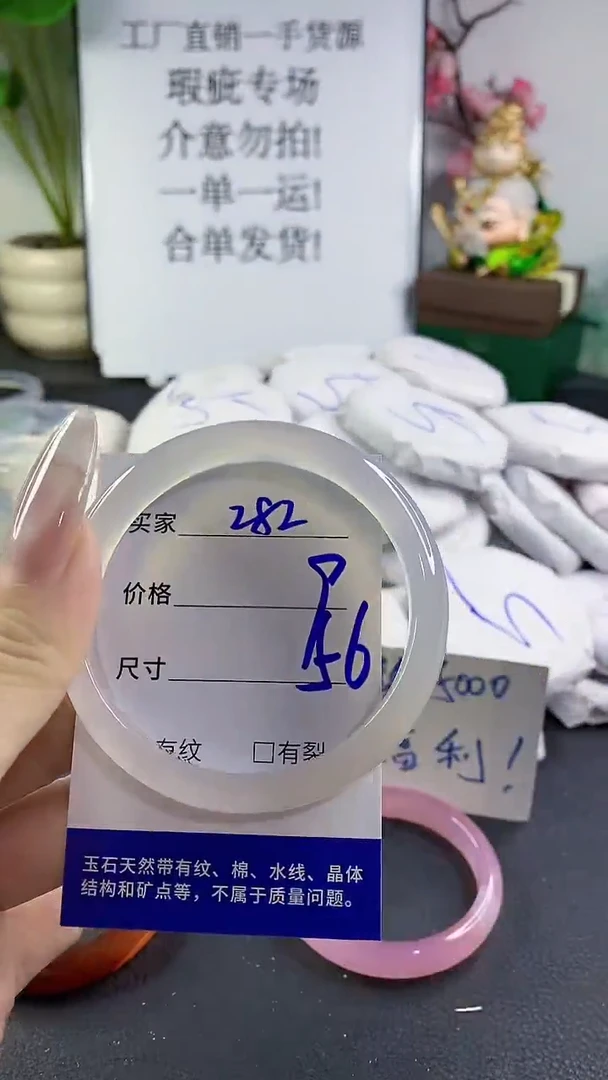 工厂直销一手货源
瑕疵专场
介意勿拍!
一单一运!
合单发货!
买家 282
价格
尺寸 56
有纹 □有裂
玉石天然带有纹、棉、水线、晶体
结构和矿点等，不属于质量问题。
5000
福利!